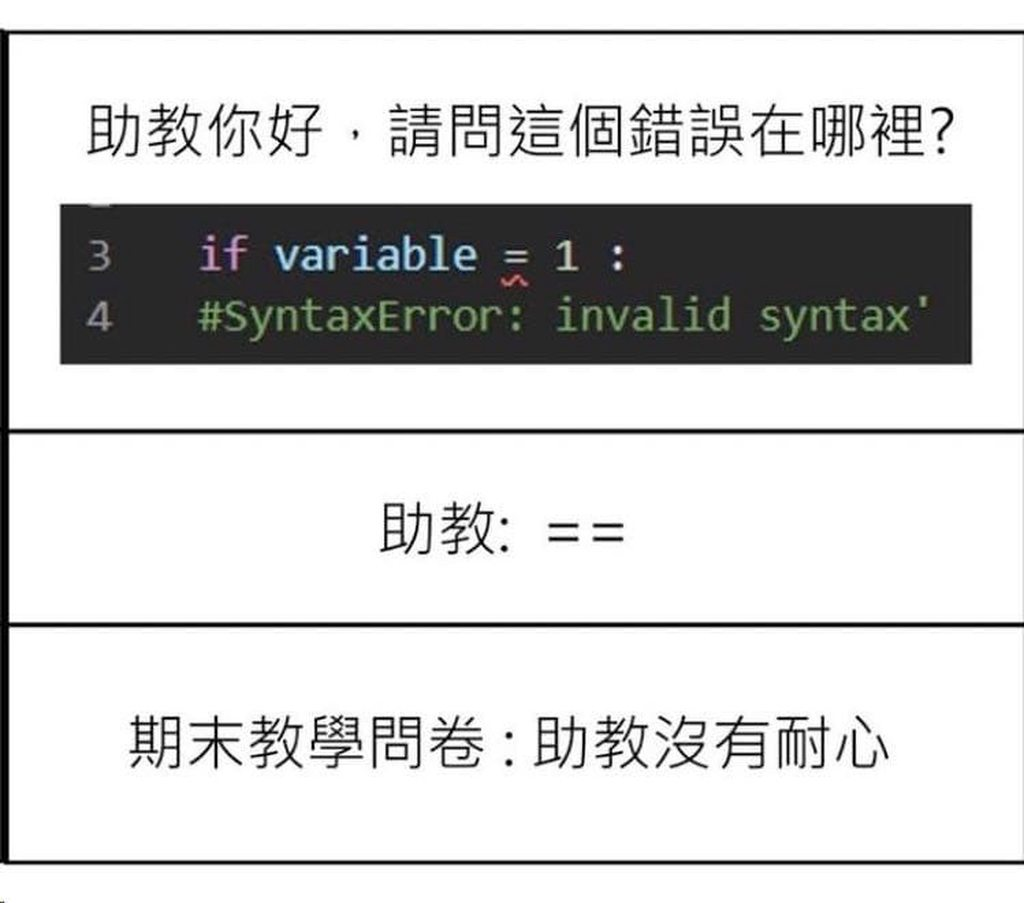 助教你好，請問這個錯誤在哪裡?
3 if variable = 1 :
4 #SyntaxError: invalid syntax'
助教: ==
期末教學問卷 : 助教沒有耐心